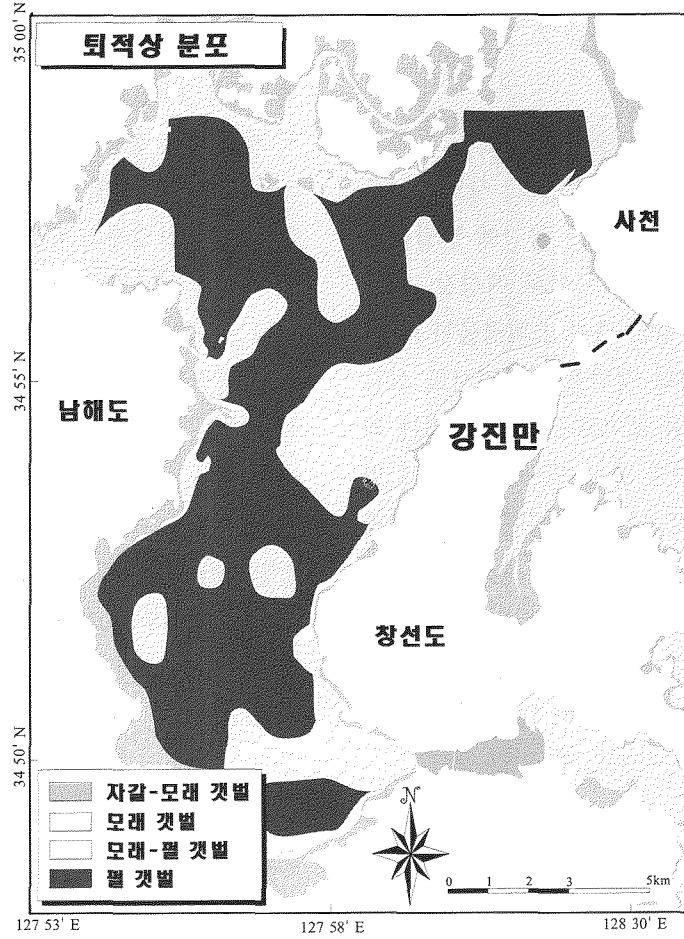 퇴적상 분포
35 00' N
사천
34 55' N
남해도
강진만
창선도
34 50' N
자갈-모래 갯벌
모래 갯벌
모래-펄 갯벌
펄 갯벌
N
0 1 2 3 5km
127 53' E
127 58' E
128 30' E